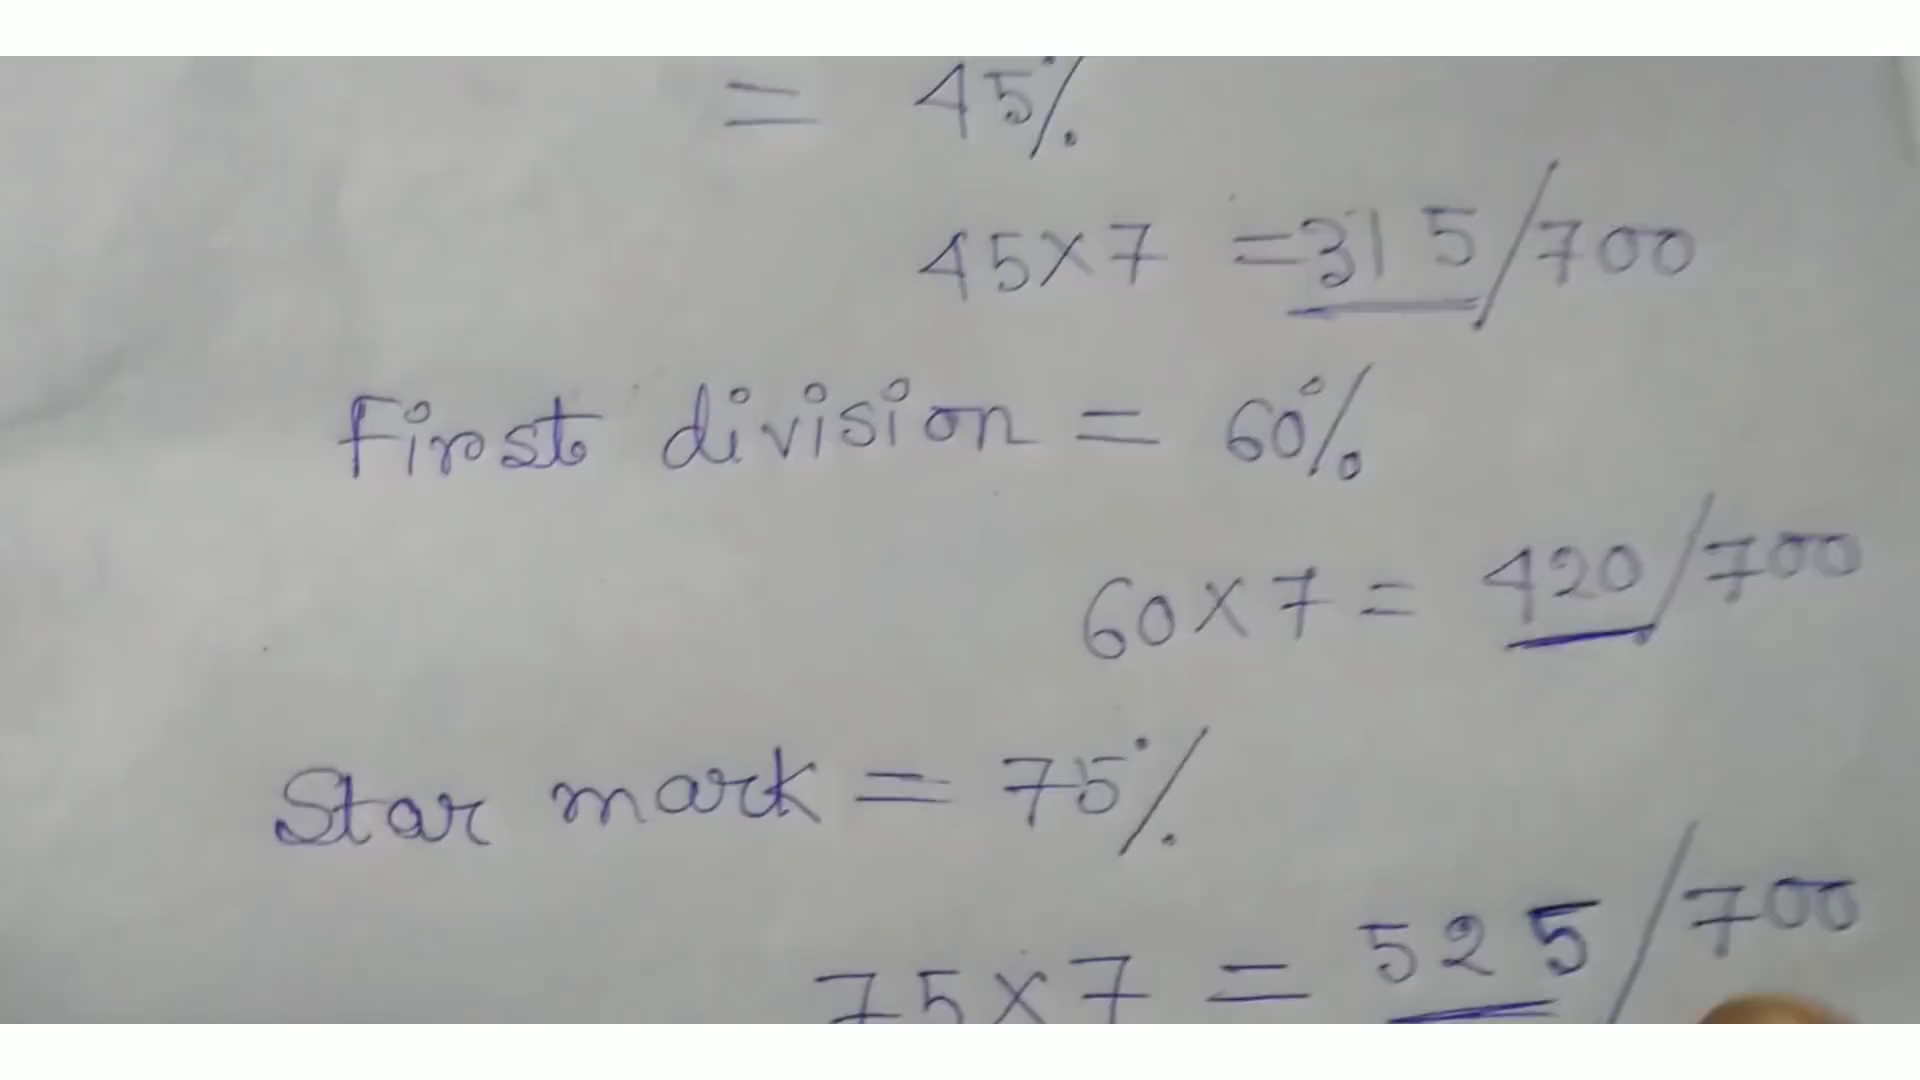 = 45%
45×7 = 315/700
First division = 60%
60×7 = 420/700
Star mark = 75%
75×7 = 525/700